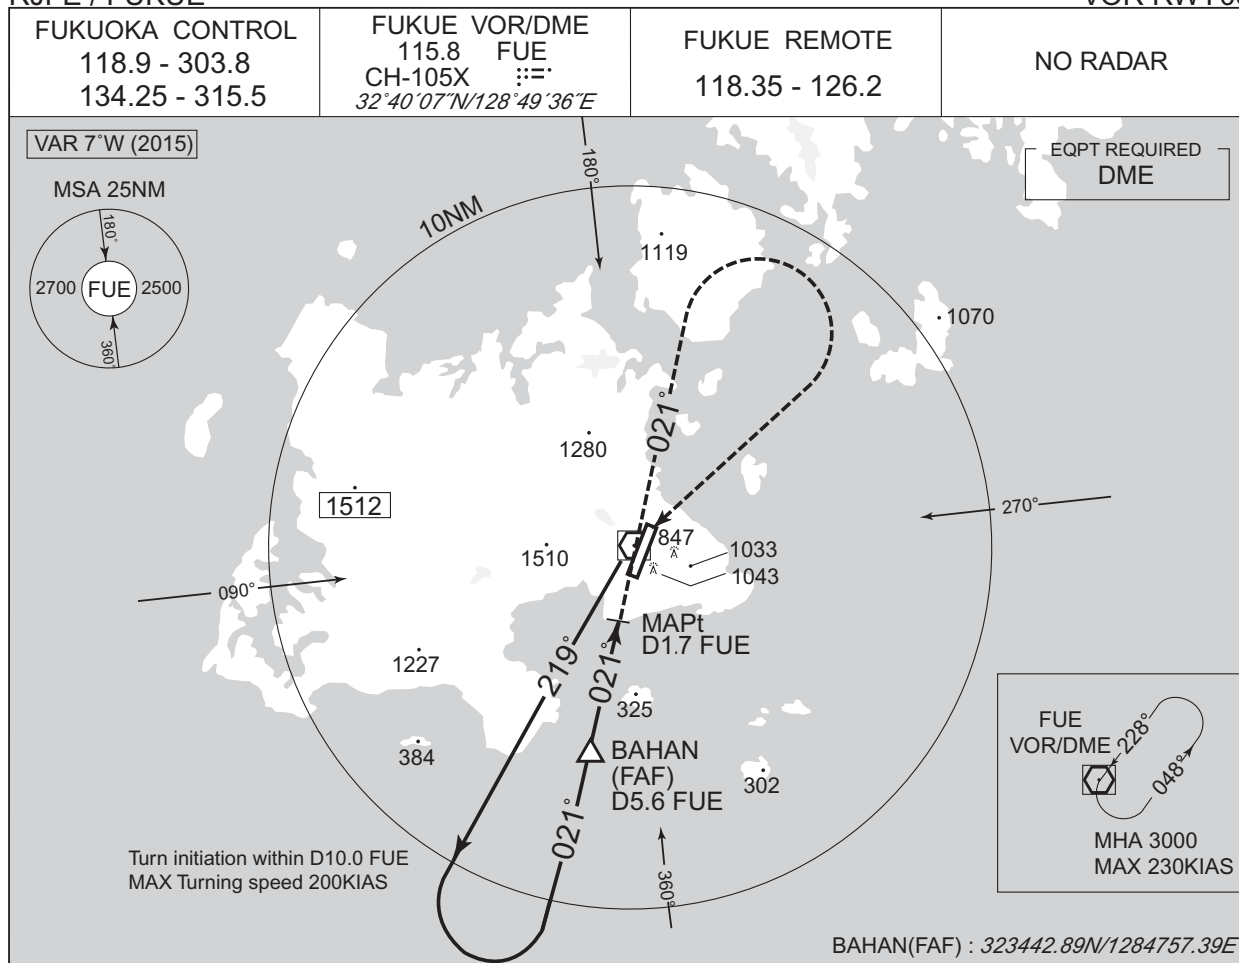 FUKUOKA CONTROL
118.9 - 303.8
134.25 - 315.5
FUKUE VOR/DME
115.8 FUE
CH-105X
32°40´07˝N/128°49´36˝E
FUKUE REMOTE
118.35 - 126.2
NO RADAR
VAR 7°W (2015)
MSA 25NM
180°
2700 FUE 2500
360°
EQPT REQUIRED
DME
10NM
180°
1119
1070
021°
1280
1512
270°
847
1510
1033
1043
090°
MAPt
D1.7 FUE
219°
021°
1227
325
384
BAHAN
(FAF)
D5.6 FUE
302
021°
360°
FUE
VOR/DME
228°
048°
MHA 3000
MAX 230KIAS
Turn initiation within D10.0 FUE
MAX Turning speed 200KIAS
BAHAN(FAF) : 323442.89N/1284757.39E